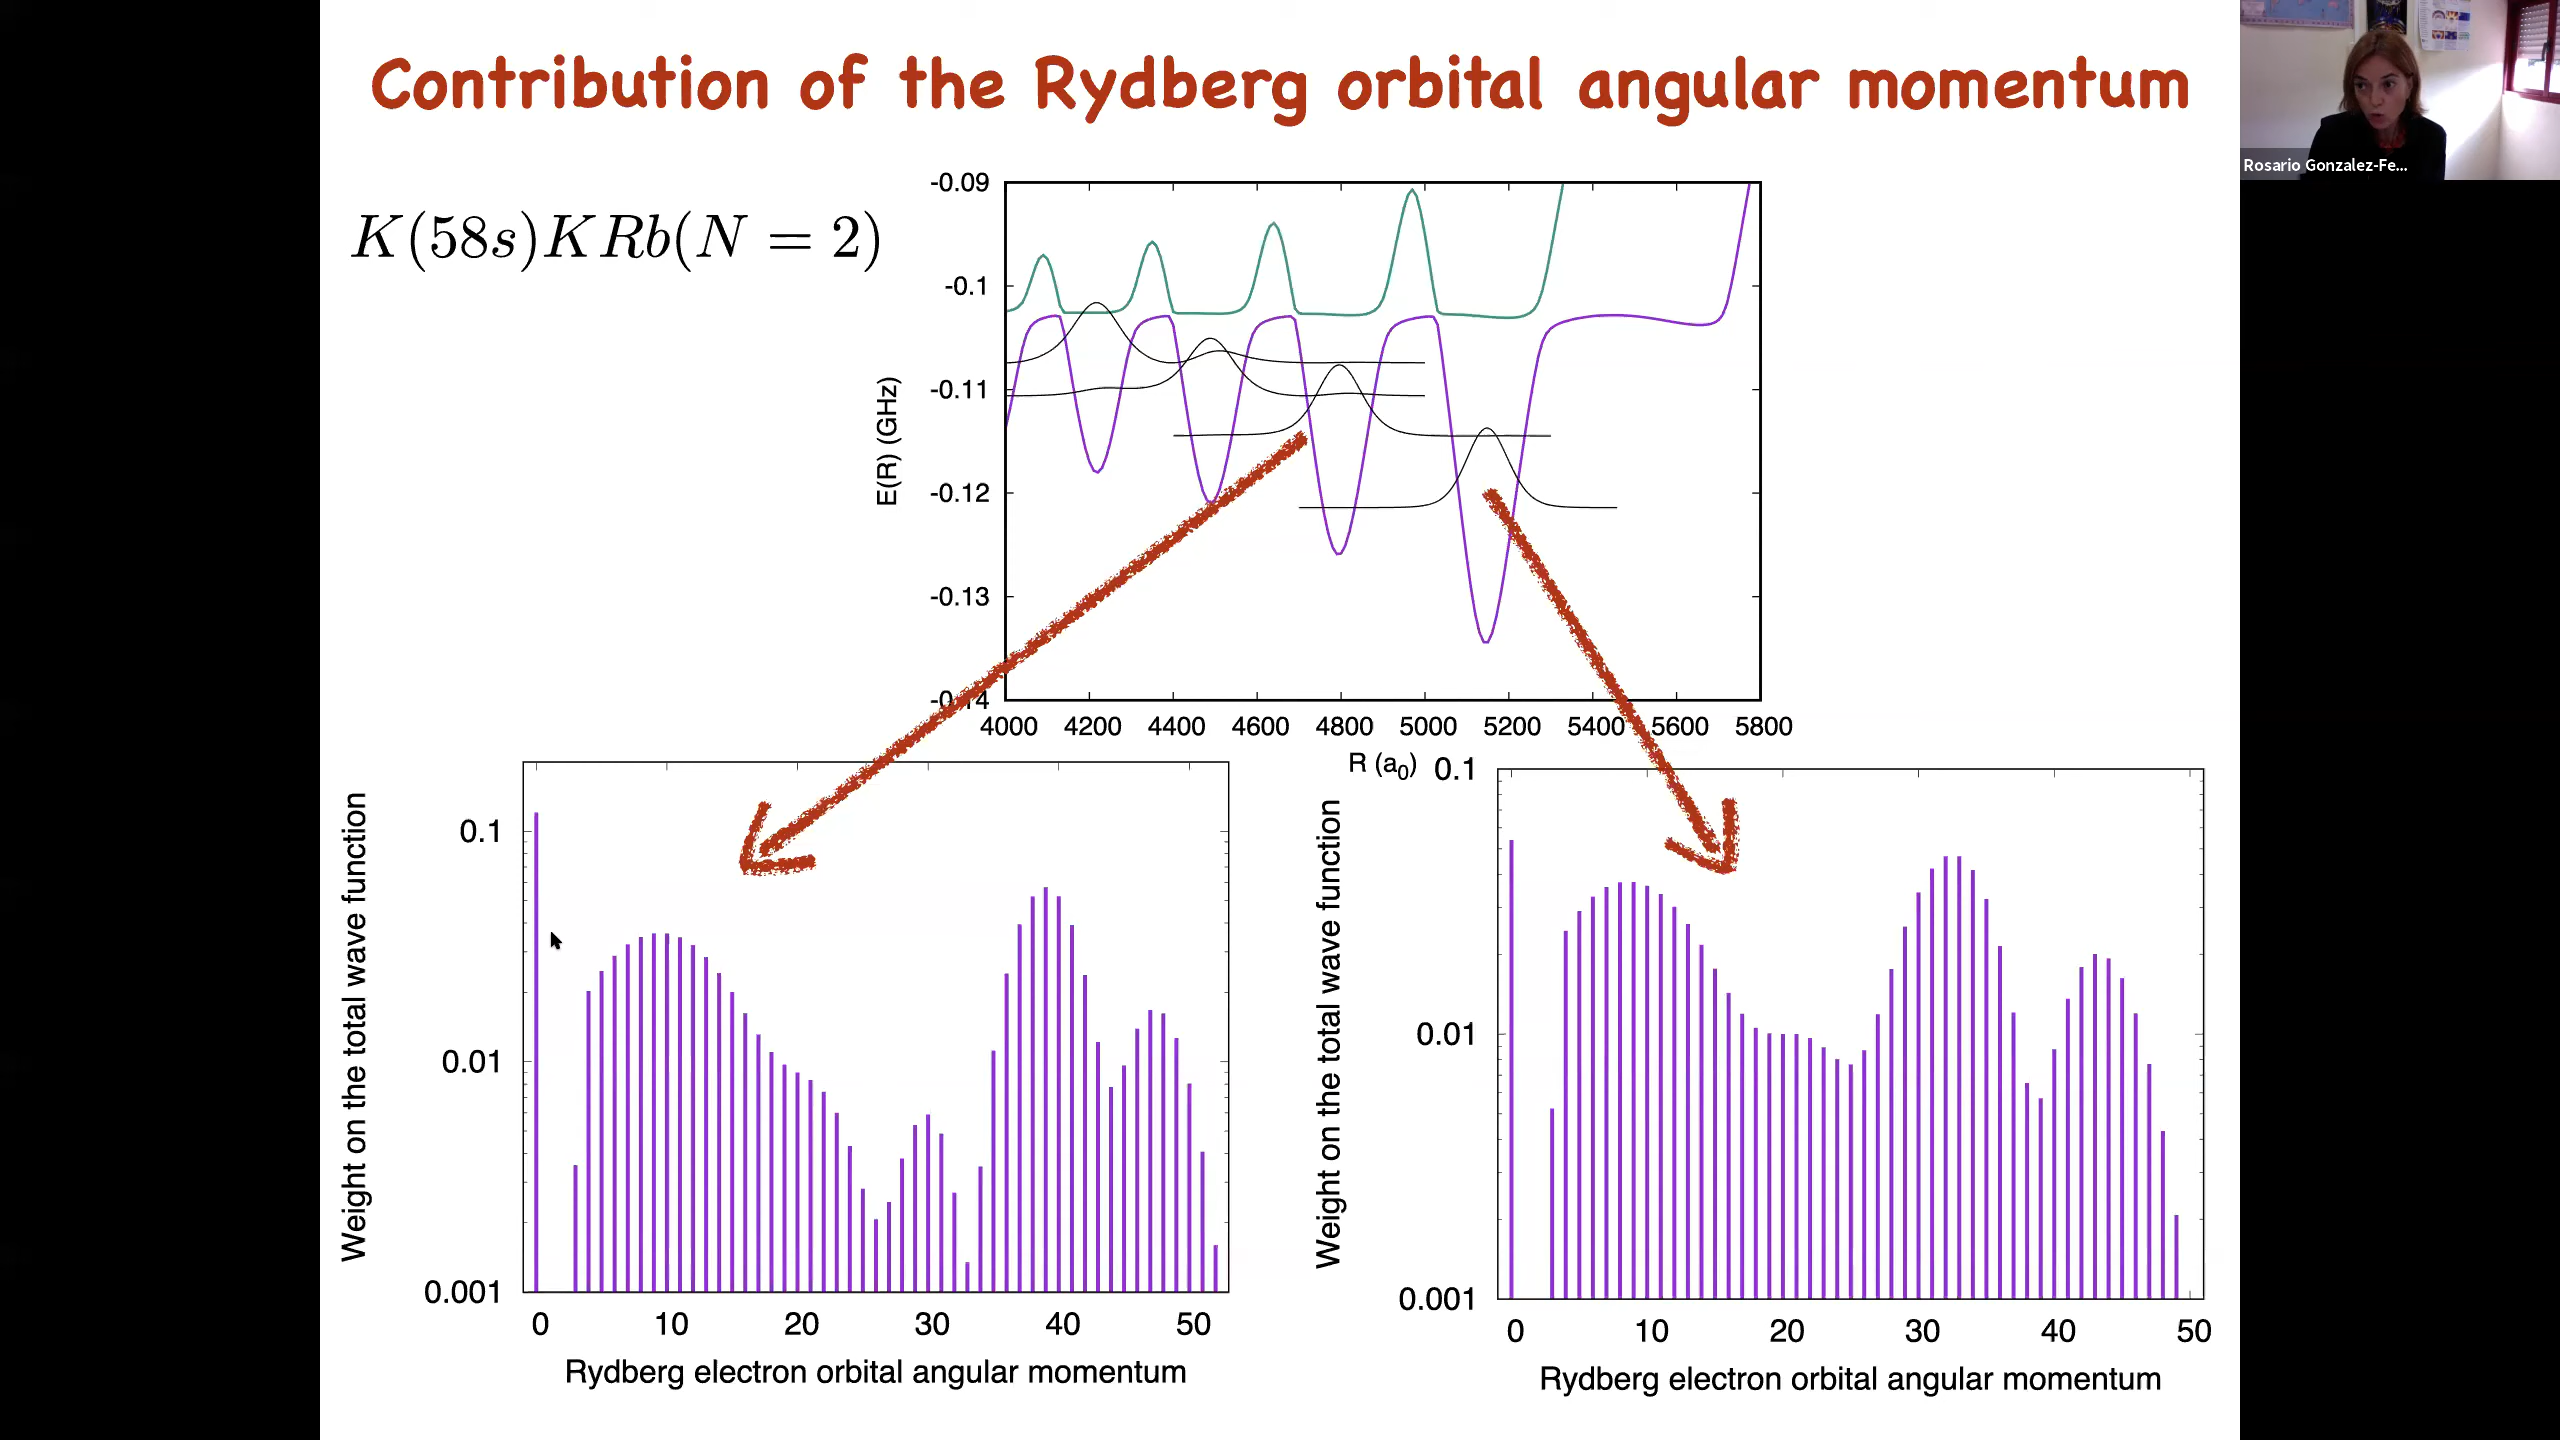 Contribution of the Rydberg orbital angular momentum
Rosario Gonzalez-Fe...
K(58s)KRb(N = 2)
-0.09
-0.1
-0.11
-0.12
-0.13
-0.14
E(R) (GHz)
4000 4200 4400 4600 4800 5000 5200 5400 5600 5800
R (a0)
Weight on the total wave function
0.1
0.01
0.001
0 10 20 30 40 50
Rydberg electron orbital angular momentum
Weight on the total wave function
0.1
0.01
0.001
0 10 20 30 40 50
Rydberg electron orbital angular momentum